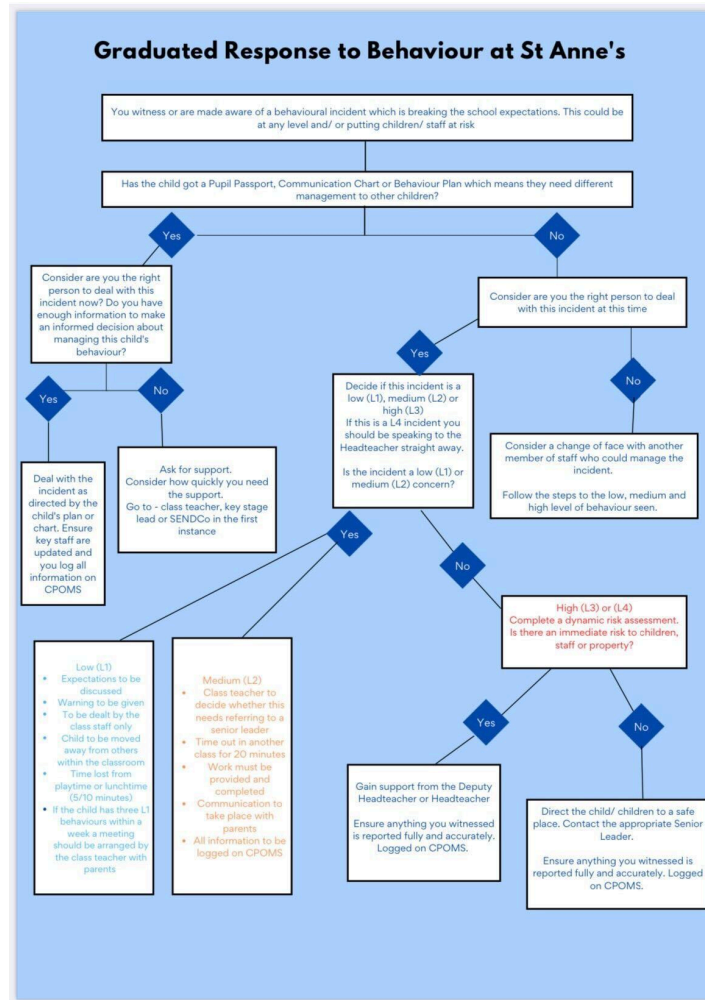 Graduated Response to Behaviour at St Anne's
You witness or are made aware of a behavioural incident which is breaking the school expectations. This could be
at any level and/ or putting children/ staff at risk
Has the child got a Pupil Passport, Communication Chart or Behaviour Plan which means they need different
management to other children?
Yes
No
Consider are you the right
person to deal with this
incident now? Do you have
enough information to make
an informed decision about
managing this child's
behaviour?
Consider are you the right person to deal
with this incident at this time
Yes
No
Yes
No
Deal with the
incident as
directed by the
child's plan or
chart. Ensure
key staff are
updated and
you log all
information on
CPOMS
Ask for support.
Consider how quickly you need
the support.
Go to - class teacher, key stage
lead or SENDCo in the first
instance
Decide if this incident is a
low (L1), medium (L2) or
high (L3)
If this is a L4 incident you
should be speaking to the
Headteacher straight away.
Is the incident a low (L1) or
medium (L2) concern?
Consider a change of face with another
member of staff who could manage the
incident.
Follow the steps to the low, medium and
high level of behaviour seen.
Yes
No
Low (L1)
• Expectations to be
discussed
• Warning to be given
• To be dealt by the
class staff only
• Child to be moved
away from others
within the classroom
• Time lost from
playtime or lunchtime
(5/10 minutes)
• If the child has three L1
behaviours within a
week a meeting
should be arranged by
the class teacher with
parents
Medium (L2)
• Class teacher to
decide whether this
needs referring to a
senior leader
• Time out in another
class for 20 minutes
• Work must be
provided and
completed
• Communication to
take place with
parents
• All information to be
logged on CPOMS
High (L3) or (L4)
Complete a dynamic risk assessment.
Is there an immediate risk to children,
staff or property?
Yes
No
Gain support from the Deputy
Headteacher or Headteacher
Ensure anything you witnessed
is reported fully and accurately.
Logged on CPOMS.
Direct the child/ children to a safe
place. Contact the appropriate Senior
Leader.
Ensure anything you witnessed is
reported fully and accurately. Logged
on CPOMS.